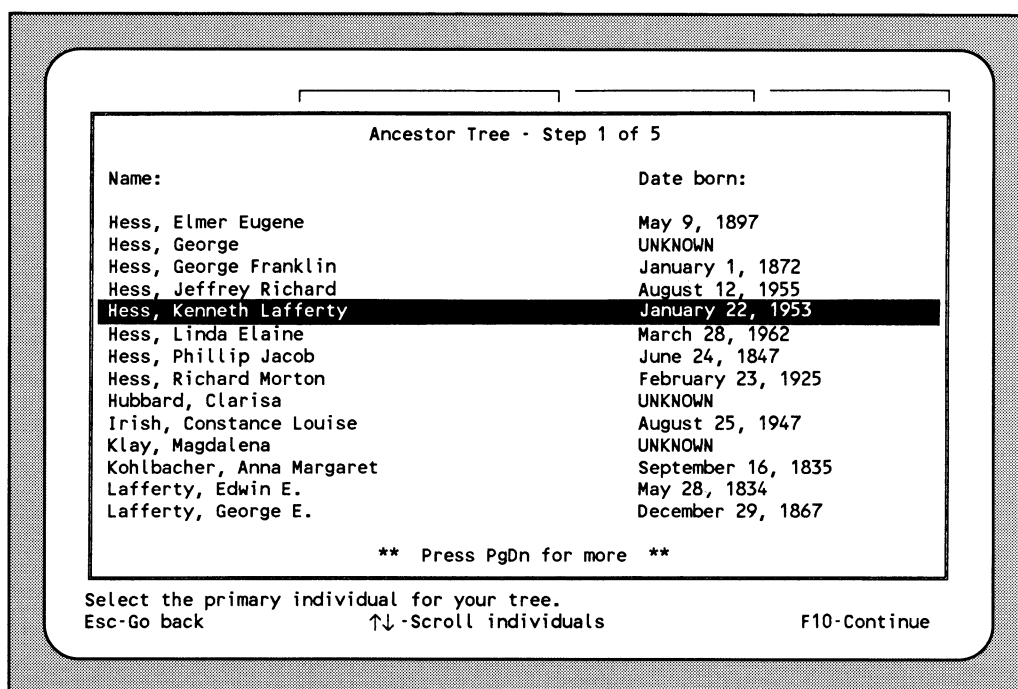 Ancestor Tree - Step 1 of 5
Name: Date born:
Hess, Elmer Eugene May 9, 1897
Hess, George UNKNOWN
Hess, George Franklin January 1, 1872
Hess, Jeffrey Richard August 12, 1955
Hess, Kenneth Lafferty January 22, 1953
Hess, Linda Elaine March 28, 1962
Hess, Phillip Jacob June 24, 1847
Hess, Richard Morton February 23, 1925
Hubbard, Clarisa UNKNOWN
Irish, Constance Louise August 25, 1947
Klay, Magdalena UNKNOWN
Kohlbacher, Anna Margaret September 16, 1835
Lafferty, Edwin E. May 28, 1834
Lafferty, George E. December 29, 1867
** Press PgDn for more **
Select the primary individual for your tree.
Esc-Go back ↑↓-Scroll individuals F10-Continue